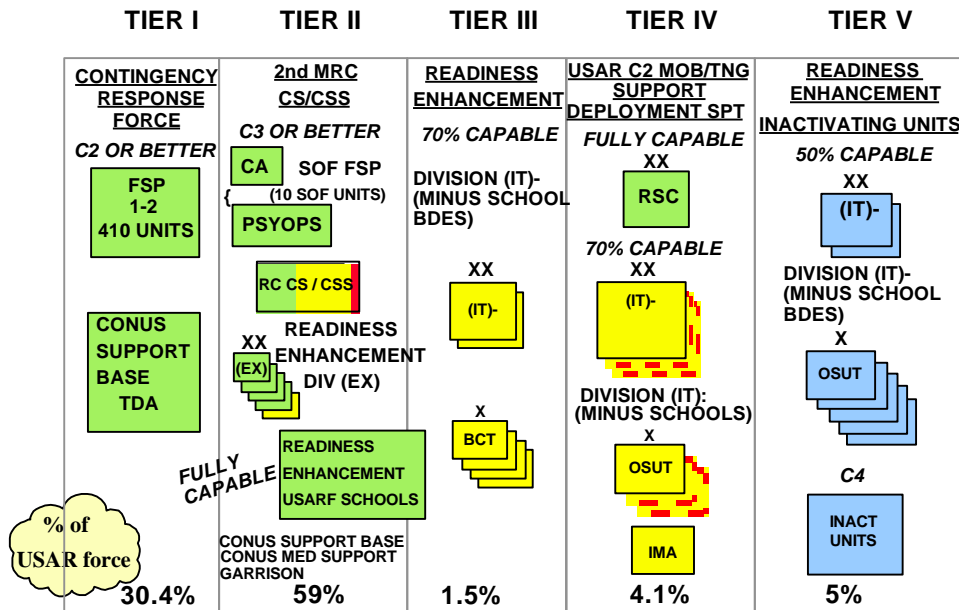 TIER I
TIER II
TIER III
TIER IV
TIER V
CONTINGENCY
RESPONSE
FORCE
C2 OR BETTER
FSP
1-2
410 UNITS
CONUS
SUPPORT
BASE
TDA
2nd MRC
CS/CSS
C3 OR BETTER
CA
SOF FSP
{ (10 SOF UNITS)
PSYOPS
RC CS / CSS
READINESS
ENHANCEMENT
DIV (EX)
XX
(EX)
FULLY
CAPABLE
READINESS
ENHANCEMENT
USARF SCHOOLS
CONUS SUPPORT BASE
CONUS MED SUPPORT
GARRISON
READINESS
ENHANCEMENT
70% CAPABLE
DIVISION (IT)-
(MINUS SCHOOL
BDES)
XX
(IT)-
X
BCT
USAR C2 MOB/TNG
SUPPORT
DEPLOYMENT SPT
FULLY CAPABLE
XX
RSC
70% CAPABLE
XX
(IT)-
DIVISION (IT):
(MINUS SCHOOLS)
X
OSUT
IMA
READINESS
ENHANCEMENT
INACTIVATING UNITS
50% CAPABLE
XX
(IT)-
DIVISION (IT)-
(MINUS SCHOOL
BDES)
X
OSUT
C4
INACT
UNITS
% of
USAR force
30.4%
59%
1.5%
4.1%
5%